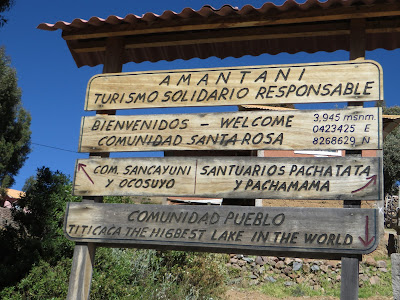 AMANTANI
TURISMO SOLIDARIO RESPONSABLE
BIENVENIDOS - WELCOME
COMUNIDAD SANTA ROSA
3,945 msnm
0423425 E
8268629 N
COM. SANCAYUNI
Y OCOSUYO
SANTUARIOS PACHATATA
Y PACHAMAMA
COMUNIDAD PUEBLO
TITICACA THE HIGBEST LAKE IN THE WORLD